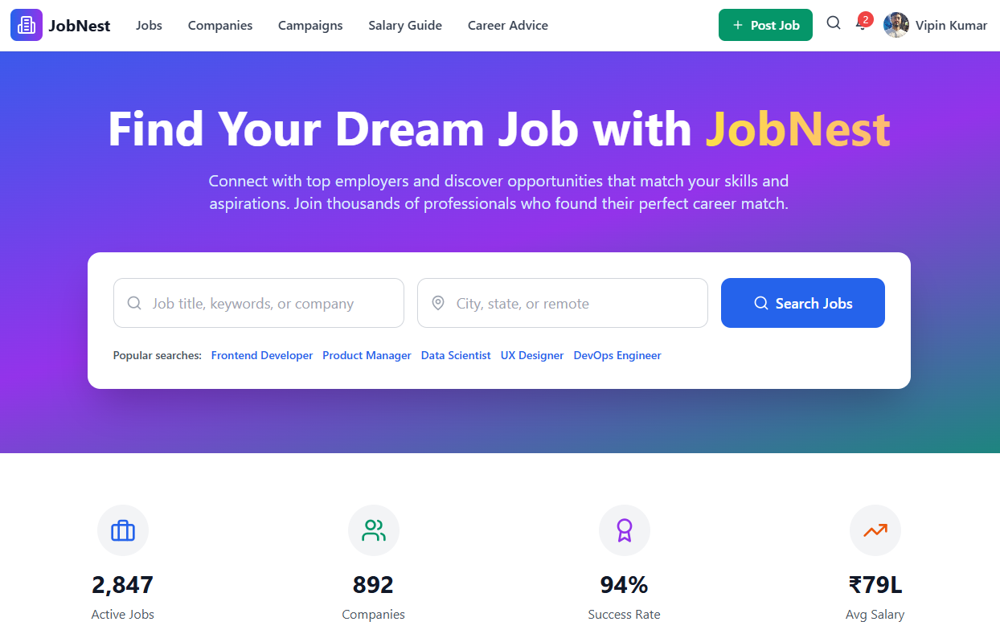 JobNest Jobs Companies Campaigns Salary Guide Career Advice + Post Job 2 Vipin Kumar
Find Your Dream Job with JobNest
Connect with top employers and discover opportunities that match your skills and
aspirations. Join thousands of professionals who found their perfect career match.
Job title, keywords, or company City, state, or remote Search Jobs
Popular searches: Frontend Developer Product Manager Data Scientist UX Designer DevOps Engineer
2,847 892 94% ₹79L
Active Jobs Companies Success Rate Avg Salary